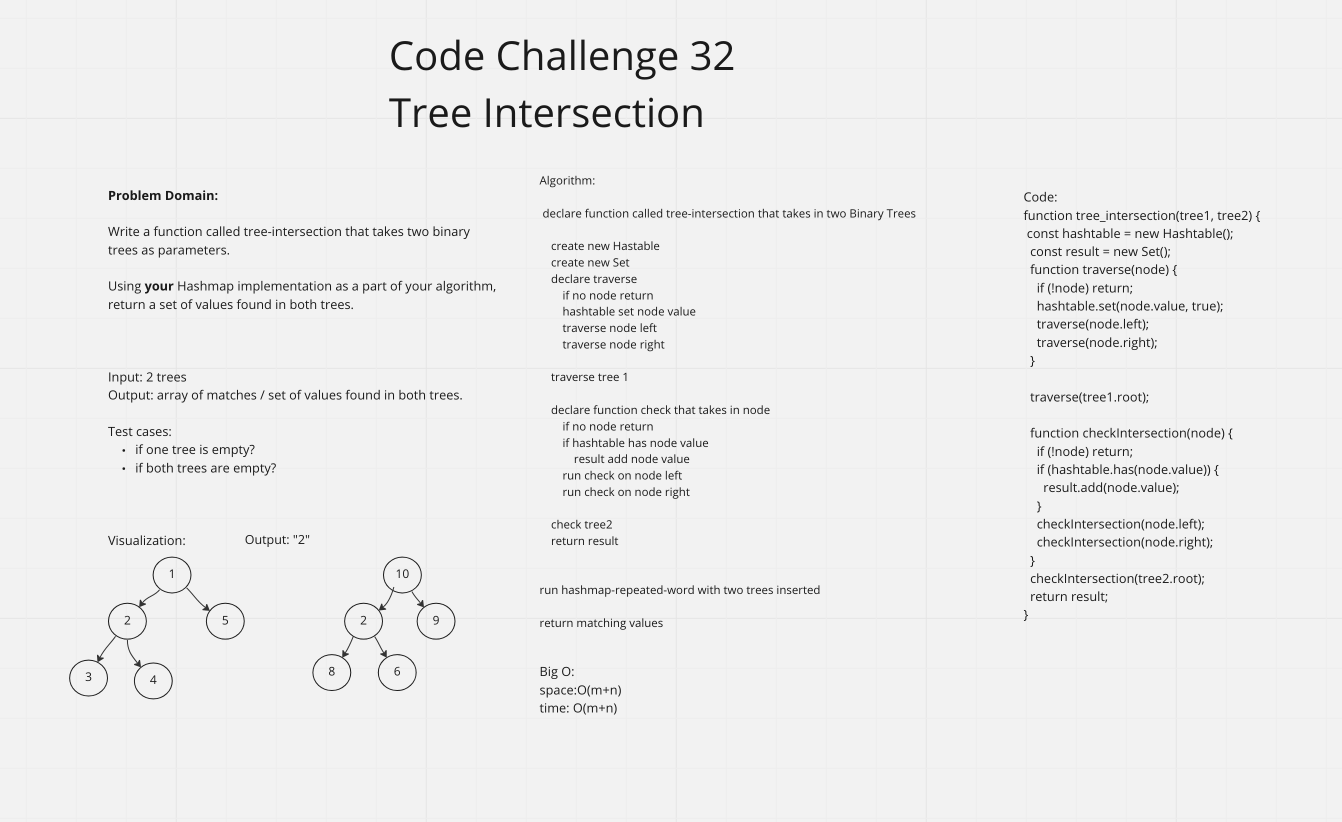 Code Challenge 32
Tree Intersection
Problem Domain:
Write a function called tree-intersection that takes two binary
trees as parameters.
Using your Hashmap implementation as a part of your algorithm,
return a set of values found in both trees.
Input: 2 trees
Output: array of matches / set of values found in both trees.
Test cases:
• if one tree is empty?
• if both trees are empty?
Visualization:
Output: "2"
1
2
5
3
4
10
2
9
8
6
Algorithm:
declare function called tree-intersection that takes in two Binary Trees
create new Hastable
create new Set
declare traverse
if no node return
hashtable set node value
traverse node left
traverse node right
traverse tree 1
declare function check that takes in node
if no node return
if hashtable has node value
result add node value
run check on node left
run check on node right
check tree2
return result
run hashmap-repeated-word with two trees inserted
return matching values
Big O:
space:O(m+n)
time: O(m+n)
Code:
function tree_intersection(tree1, tree2) {
const hashtable = new Hashtable();
const result = new Set();
function traverse(node) {
if (!node) return;
hashtable.set(node.value, true);
traverse(node.left);
traverse(node.right);
}
traverse(tree1.root);
function checkIntersection(node) {
if (!node) return;
if (hashtable.has(node.value)) {
result.add(node.value);
}
checkIntersection(node.left);
checkIntersection(node.right);
}
checkIntersection(tree2.root);
return result;
}